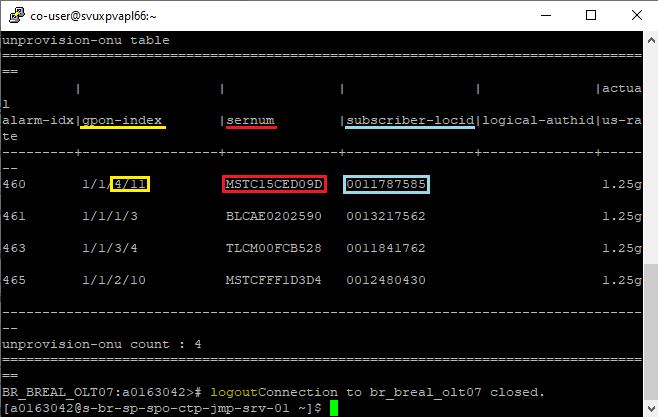 co-user@svuxpvapl66:~
unprovision-onu table
================================================================================
==
| | | | |actua
l
alarm-idx|gpon-index |sernum |subscriber-locid|logical-authid|us-ra
te
---------+-----------------+--------------+----------------+--------------+-----
--
460 1/1/4/11 MSTC15CED09D 0011787585 1.25g
461 1/1/1/3 BLCAE0202590 0013217562 1.25g
463 1/1/3/4 TLCM00FCB528 0011841762 1.25g
465 1/1/2/10 MSTCFFF1D3D4 0012480430 1.25g
--------------------------------------------------------------------------------
--
unprovision-onu count : 4
================================================================================
==
BR_BREAL_OLT07:a0163042># logoutConnection to br_breal_olt07 closed.
[a0163042@s-br-sp-spo-ctp-jmp-srv-01 ~]$